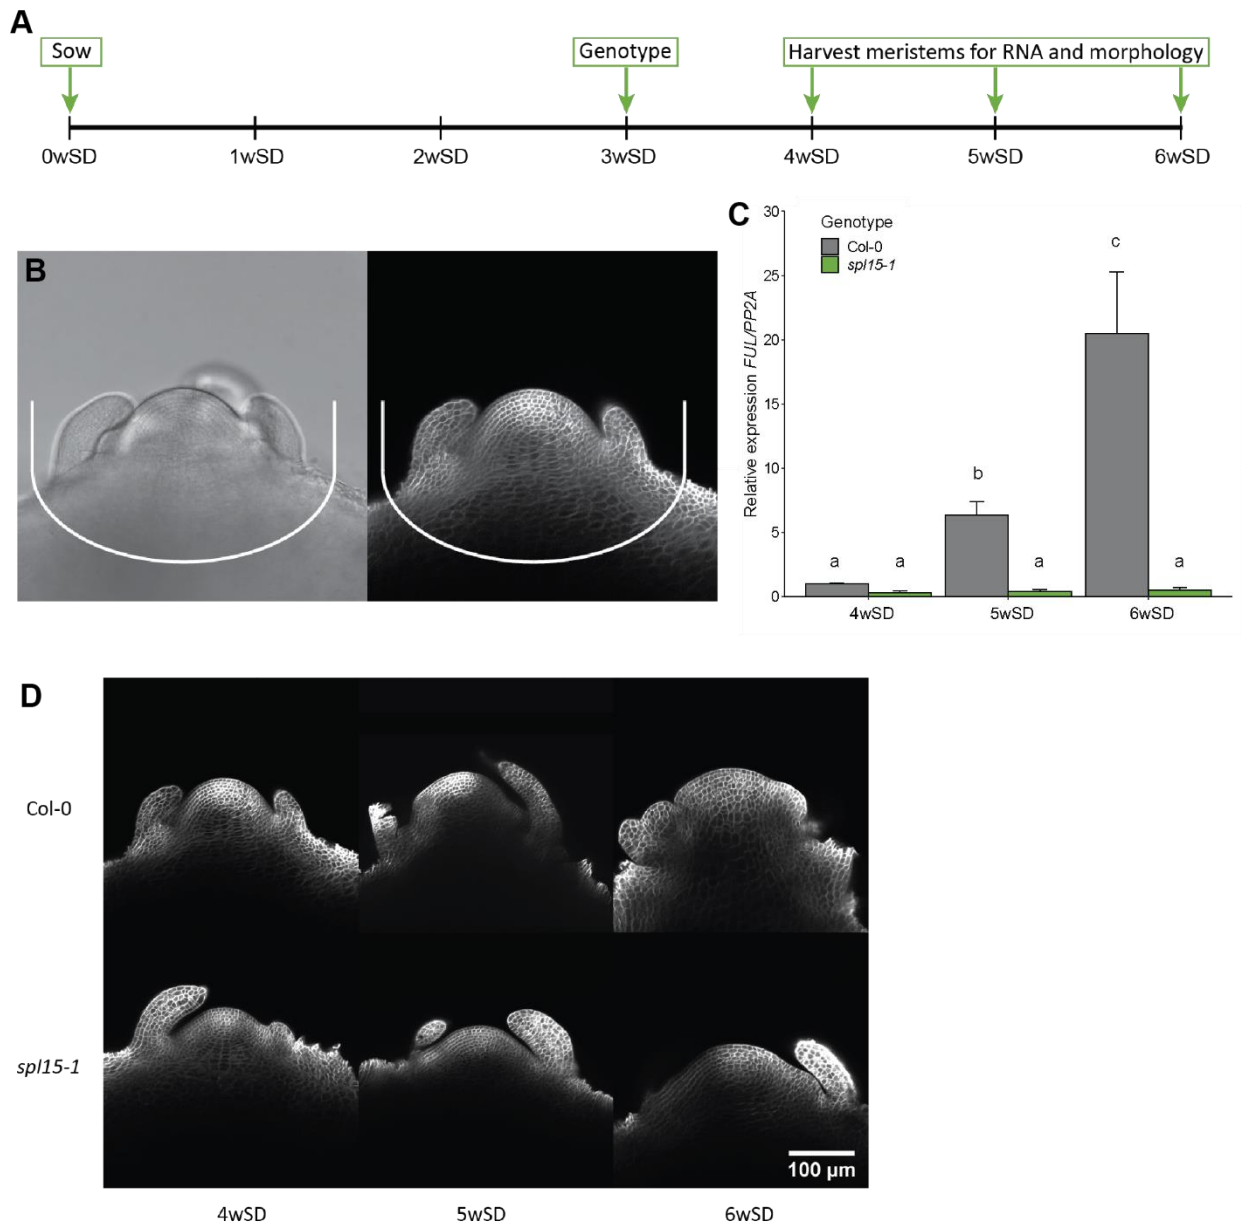 A
Sow
Genotype
Harvest meristems for RNA and morphology
0wSD 1wSD 2wSD 3wSD 4wSD 5wSD 6wSD
B
C
Relative expression FUL/PP2A
30
25
20
15
10
5
0
Genotype
Col-0
spl15-1
a a b a c a
4wSD 5wSD 6wSD
D
Col-0
spl15-1
100 µm
4wSD 5wSD 6wSD